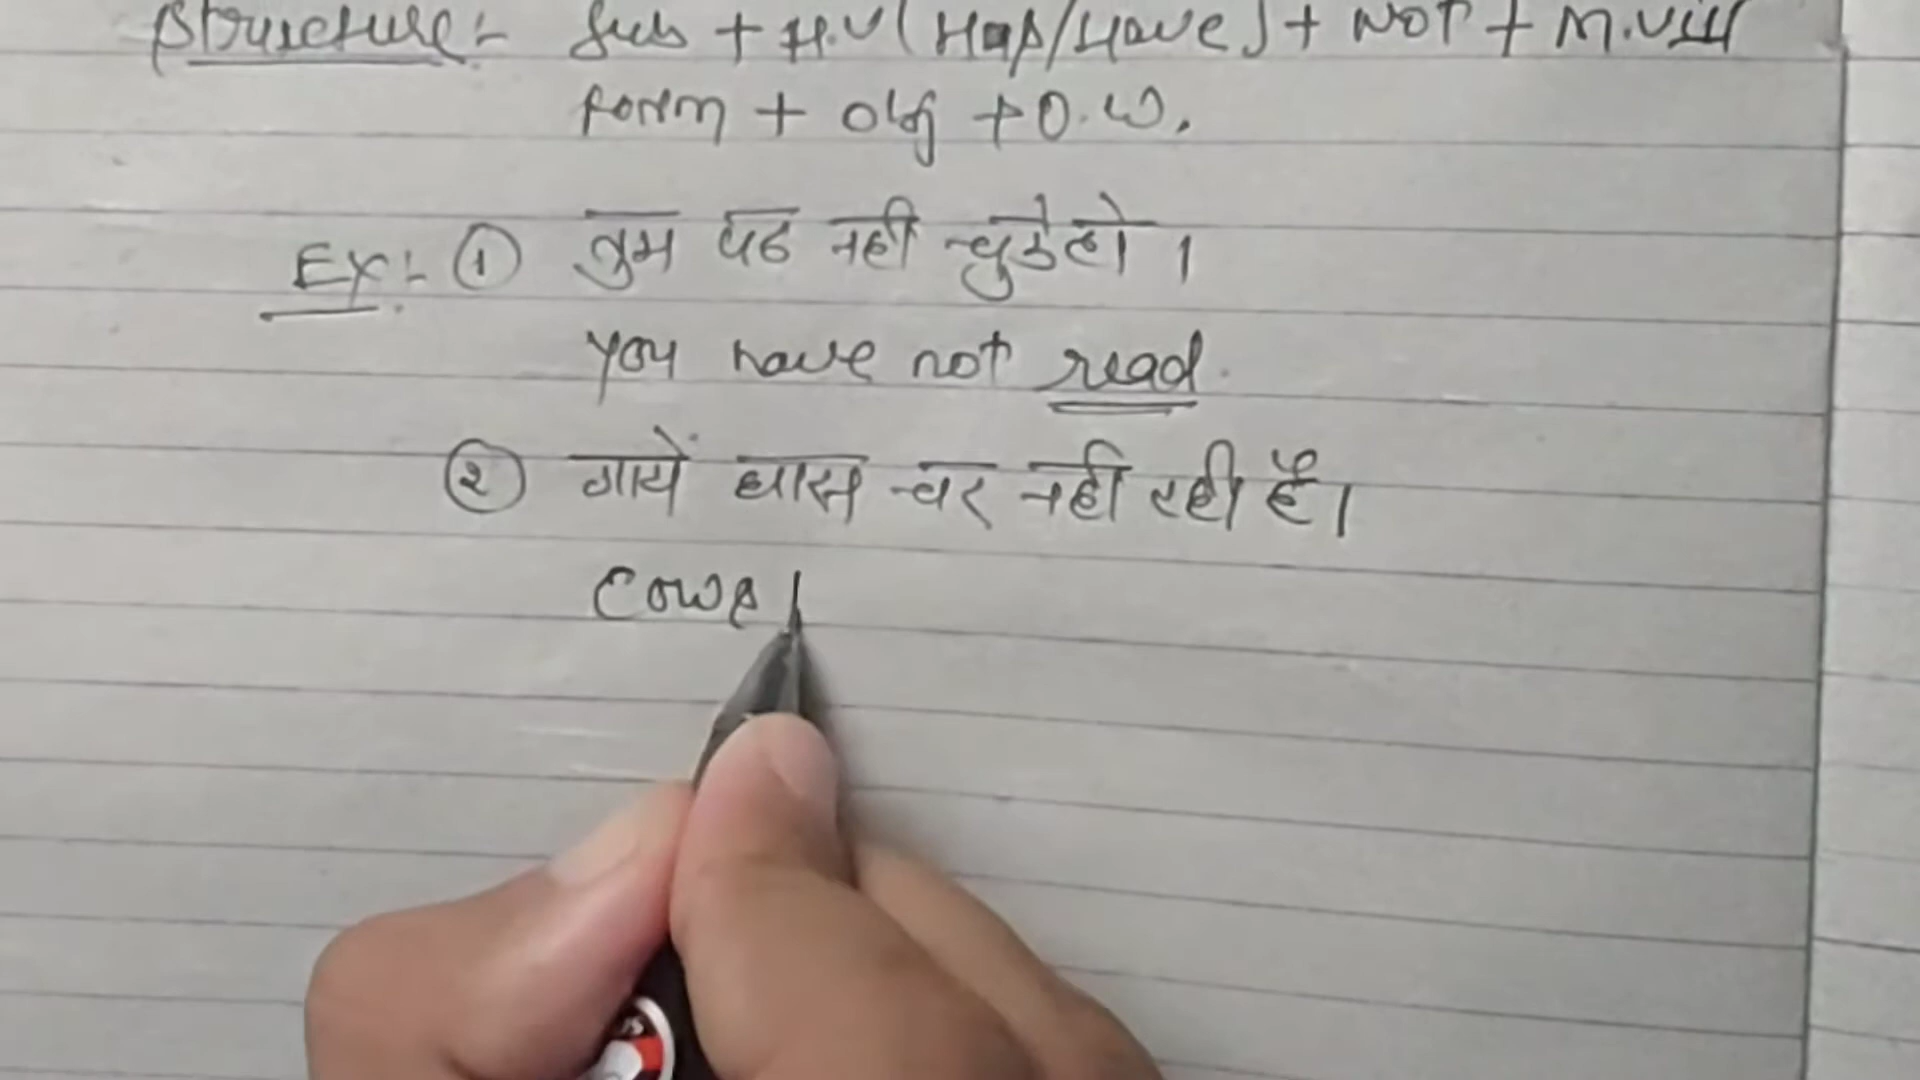 Structure:- Sub + H.V (Has/Have) + NOT + M.VIII
form + obj + O.W.
Ex:- ① तुम पढ नही चुके हो ।
you have not read.
② गायें घास चर नही रही हैं।
Cows